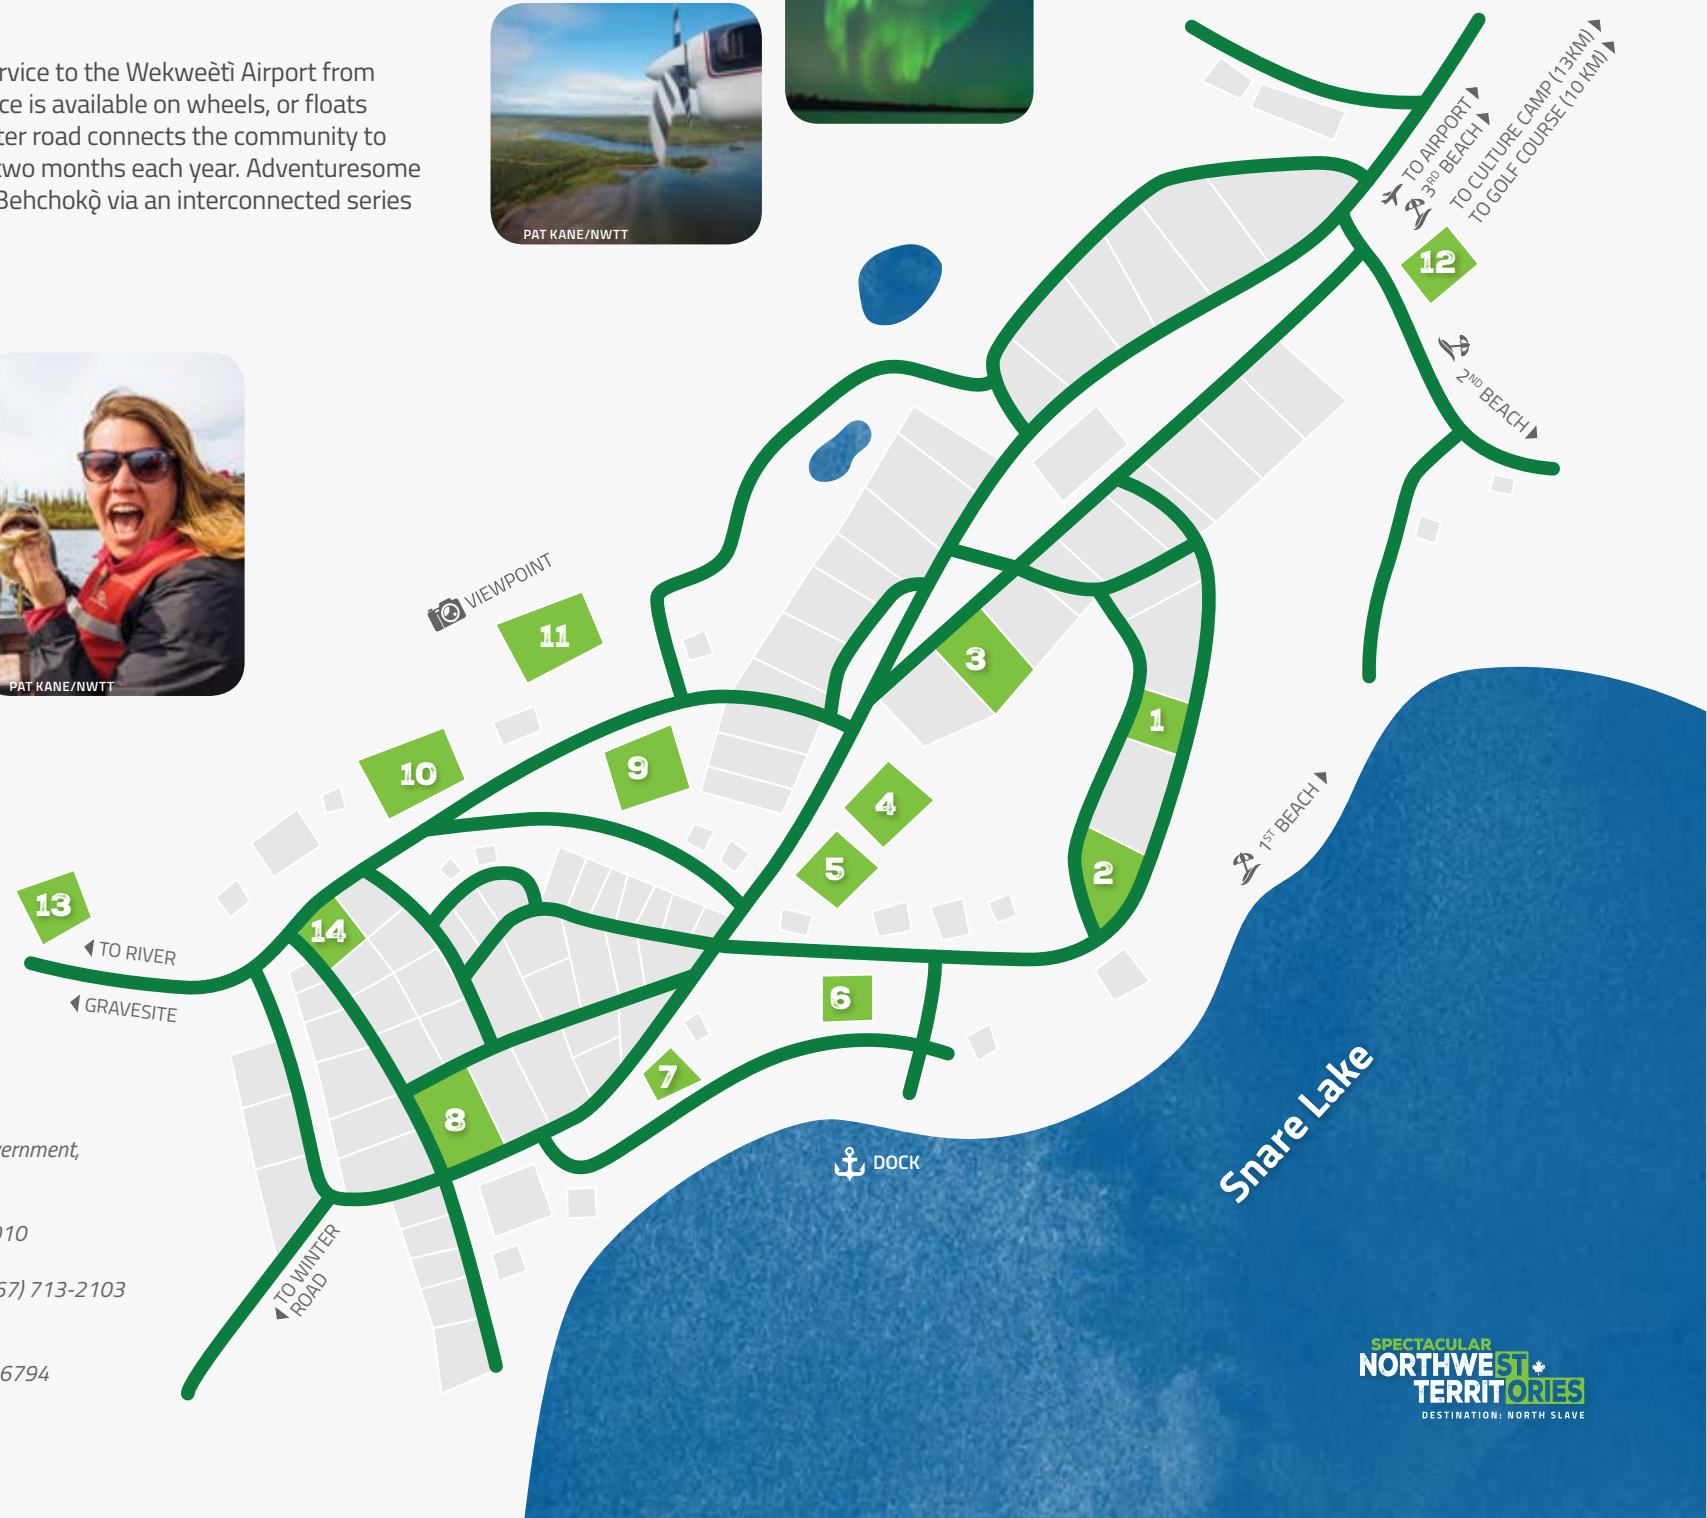 rvice to the Wekweètì Airport from
ce is available on wheels, or floats
ter road connects the community to
two months each year. Adventuresome
Behchokǫ̀ via an interconnected series
PAT KANE/NWTT
TO AIRPORT
3RD BEACH
TO CULTURE CAMP (13KM)
TO GOLF COURSE (10 KM)
12
2ND BEACH
PAT KANE/NWTT
VIEWPOINT
11
3
1
10
9
4
5
2
1ST BEACH
13
14
TO RIVER
GRAVESITE
6
7
8
DOCK
Snare Lake
ernment,
010
67) 713-2103
6794
TO WINTER
ROAD
SPECTACULAR
NORTHWEST
TERRITORIES
DESTINATION: NORTH SLAVE